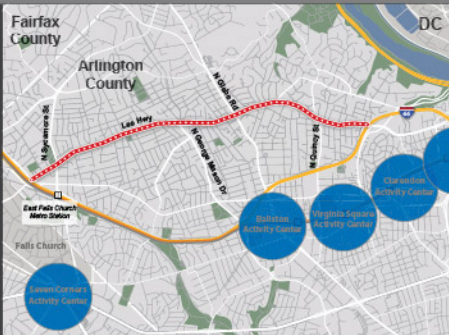 Fairfax
County
DC
Arlington
County
N Glebe Rd
N Sycamore St
Lee Hwy
66
N George Mason Dr
N Quincy St
East Falls Church
Metro Station
Clarendon
Activity Center
Ballston
Activity Center
Virginia Square
Activity Center
Falls Church
Seven Corners
Activity Center